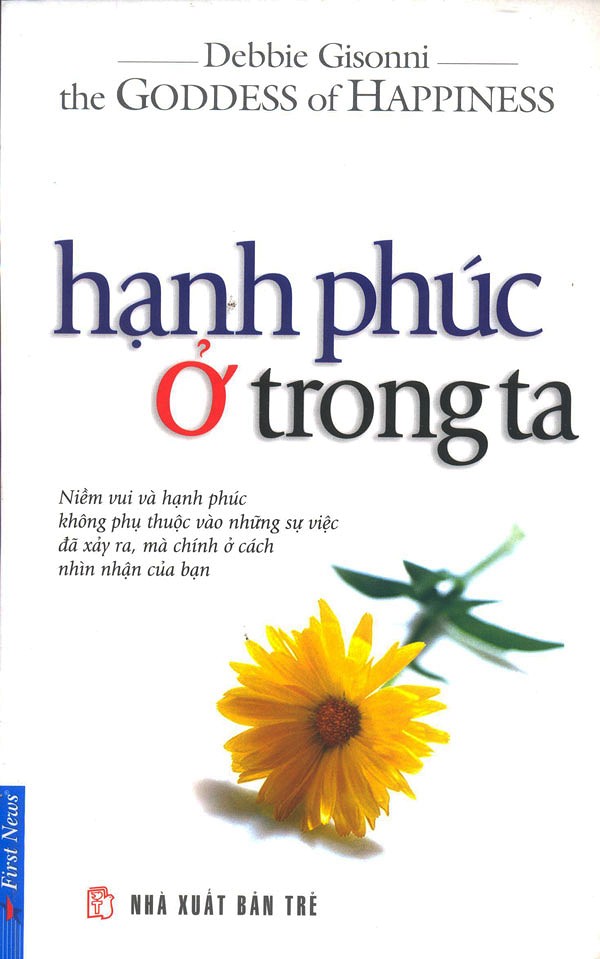 Debbie Gisonni
the GODDESS of HAPPINESS
hạnh phúc
ở trong ta
Niềm vui và hạnh phúc
không phụ thuộc vào những sự việc
đã xảy ra, mà chính ở cách
nhìn nhận của bạn
First News®
NHÀ XUẤT BẢN TRẺ